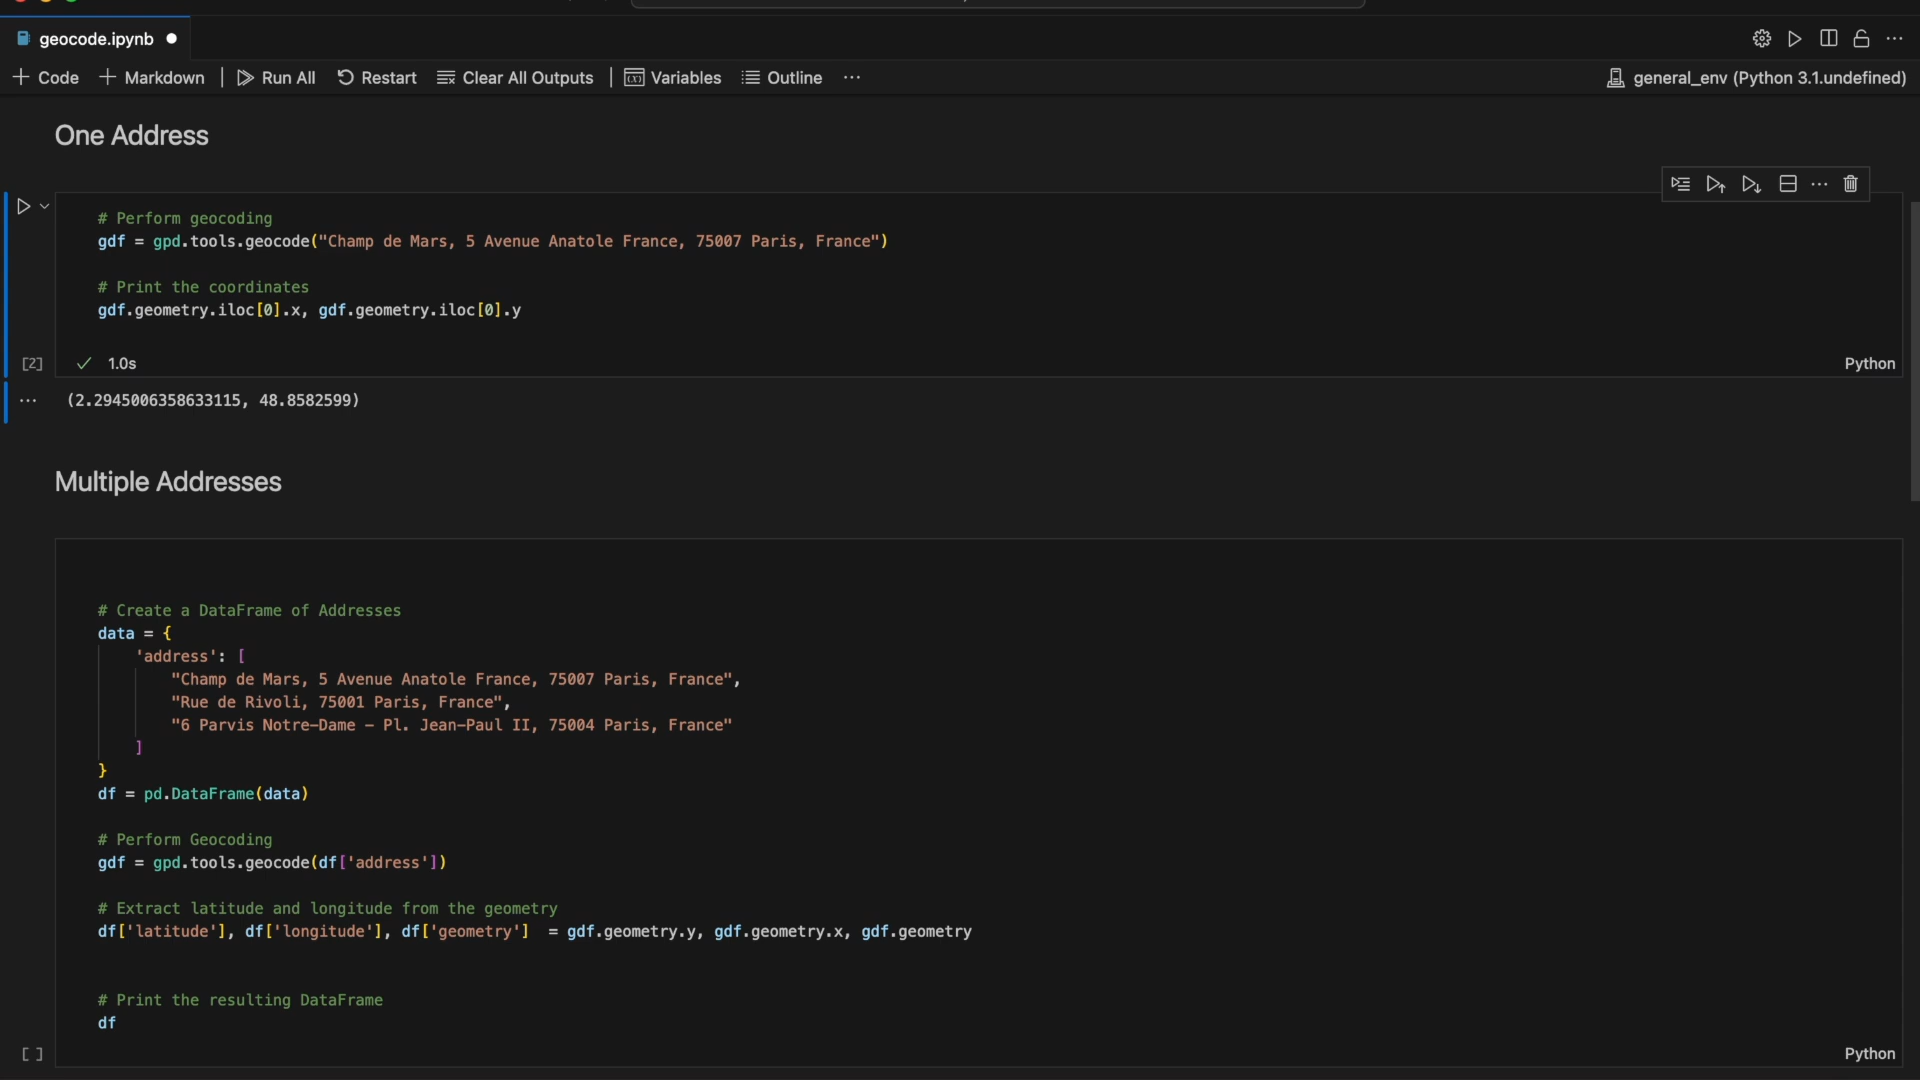 geocode.ipynb
Code Markdown Run All Restart Clear All Outputs Variables Outline ... general_env (Python 3.1.undefined)
One Address
# Perform geocoding
gdf = gpd.tools.geocode("Champ de Mars, 5 Avenue Anatole France, 75007 Paris, France")
# Print the coordinates
gdf.geometry.iloc[0].x, gdf.geometry.iloc[0].y
[2] 1.0s Python
... (2.2945006358633115, 48.8582599)
Multiple Addresses
# Create a DataFrame of Addresses
data = {
'address': [
"Champ de Mars, 5 Avenue Anatole France, 75007 Paris, France",
"Rue de Rivoli, 75001 Paris, France",
"6 Parvis Notre-Dame - Pl. Jean-Paul II, 75004 Paris, France"
]
}
df = pd.DataFrame(data)
# Perform Geocoding
gdf = gpd.tools.geocode(df['address'])
# Extract latitude and longitude from the geometry
df['latitude'], df['longitude'], df['geometry']  = gdf.geometry.y, gdf.geometry.x, gdf.geometry
# Print the resulting DataFrame
df
[ ] Python